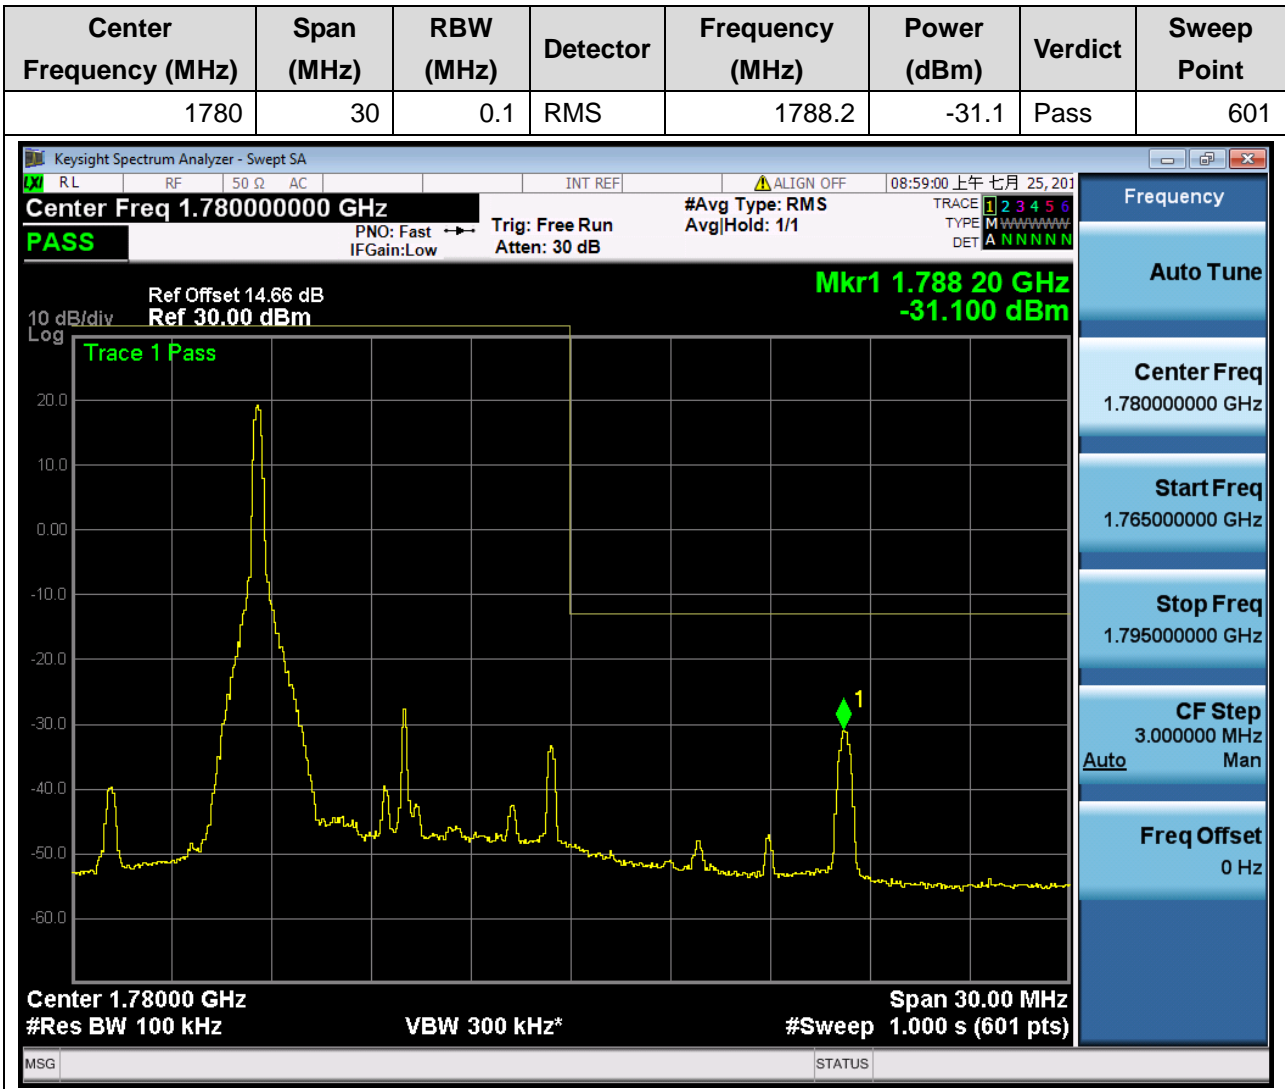 Center Frequency (MHz) Span (MHz) RBW (MHz) Detector Frequency (MHz) Power (dBm) Verdict Sweep Point
1780 30 0.1 RMS 1788.2 -31.1 Pass 601
Keysight Spectrum Analyzer - Swept SA
LXI RL RF 50 Ω AC INT REF ALIGN OFF 08:59:00 上午 七月 25, 201
Center Freq 1.780000000 GHz
PASS
PNO: Fast
IFGain:Low
Trig: Free Run
Atten: 30 dB
#Avg Type: RMS
Avg|Hold: 1/1
TRACE 1 2 3 4 5 6
TYPE M WWWWW
DET A N N N N N
Frequency
Auto Tune
Center Freq
1.780000000 GHz
Start Freq
1.765000000 GHz
Stop Freq
1.795000000 GHz
CF Step
3.000000 MHz
Auto Man
Freq Offset
0 Hz
Mkr1 1.788 20 GHz
-31.100 dBm
Ref Offset 14.66 dB
10 dB/div Ref 30.00 dBm
Log
Trace 1 Pass
20.0
10.0
0.00
-10.0
-20.0
-30.0
-40.0
-50.0
-60.0
1
Center 1.78000 GHz Span 30.00 MHz
#Res BW 100 kHz VBW 300 kHz* #Sweep 1.000 s (601 pts)
MSG STATUS